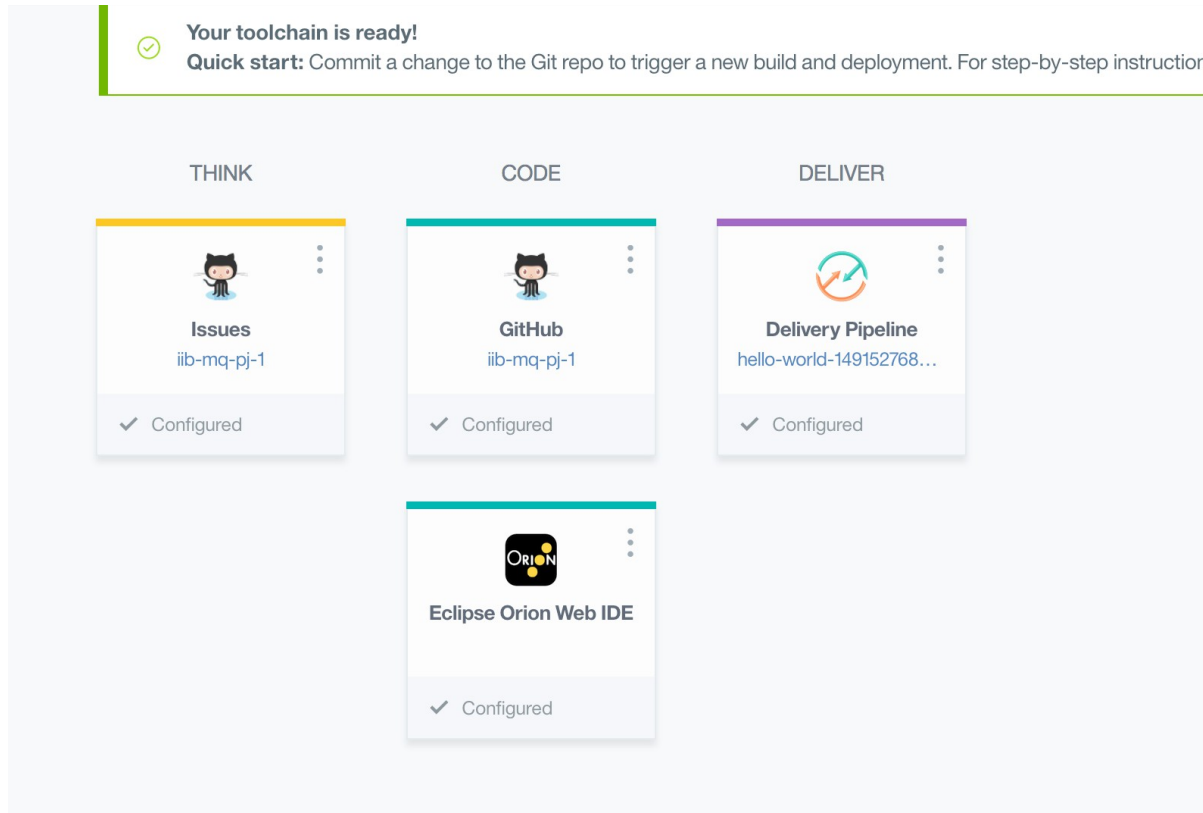 Your toolchain is ready!
Quick start: Commit a change to the Git repo to trigger a new build and deployment. For step-by-step instruction
THINK
CODE
DELIVER
Issues
iib-mq-pj-1
Configured
GitHub
iib-mq-pj-1
Configured
Delivery Pipeline
hello-world-149152768...
Configured
ORION
Eclipse Orion Web IDE
Configured